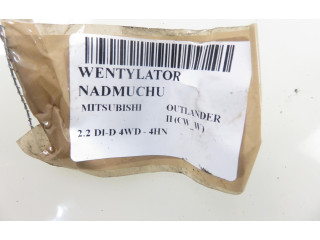 WENTYLATOR
NADMUCHU
MITSUBISHI OUTLANDER
II (CW_W)
2.2 DI-D 4WD - 4HN